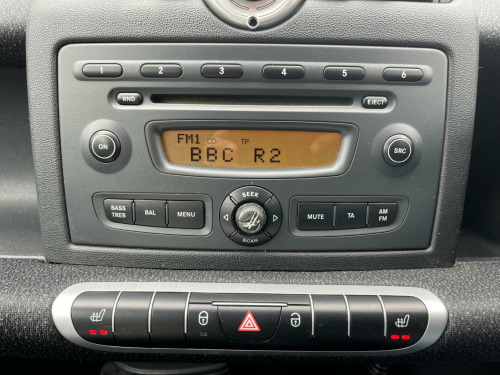 1 2 3 4 5 6
RND EJECT
FM1 TP
BBC R2
ON SRC
BASS TREB BAL MENU SEEK SCAN MUTE TA AM FM